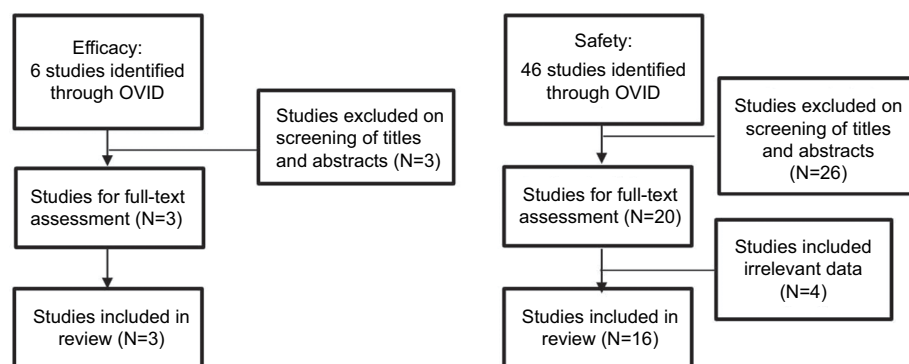 Efficacy:
6 studies identified
through OVID
Studies excluded on
screening of titles
and abstracts (N=3)
Studies for full-text
assessment (N=3)
Studies included in
review (N=3)
Safety:
46 studies identified
through OVID
Studies excluded on
screening of titles
and abstracts
(N=26)
Studies for full-text
assessment (N=20)
Studies included
irrelevant data
(N=4)
Studies included in
review (N=16)